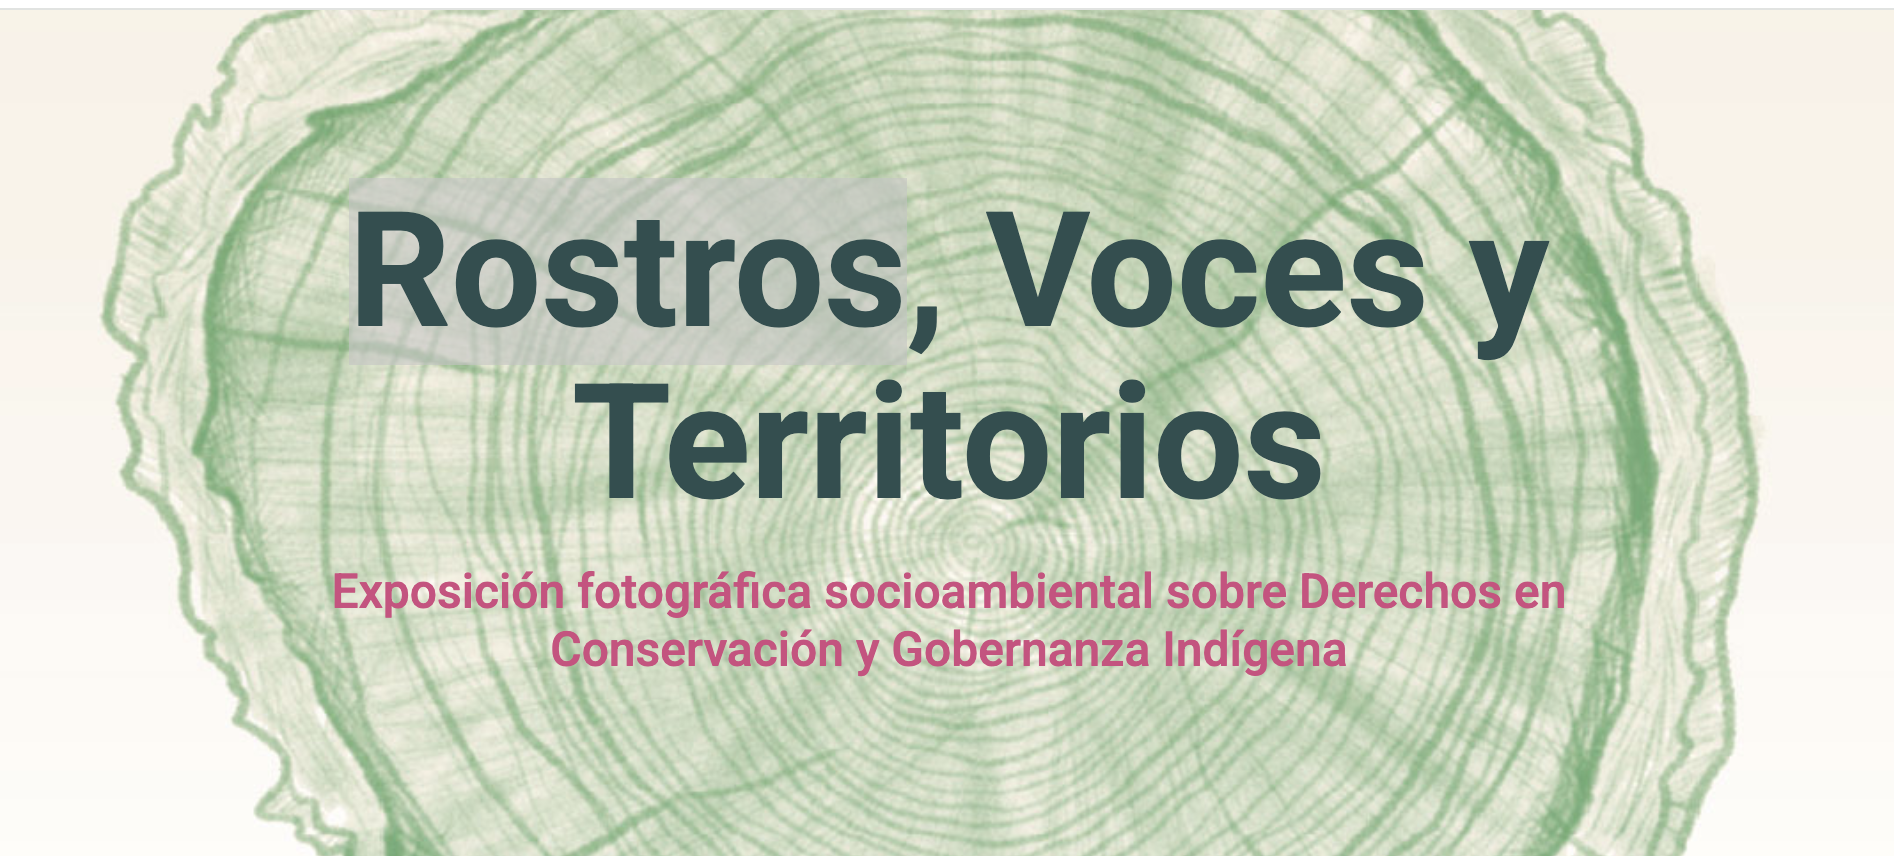 Rostros, Voces y
Territorios
Exposición fotográfica socioambiental sobre Derechos en
Conservación y Gobernanza Indígena